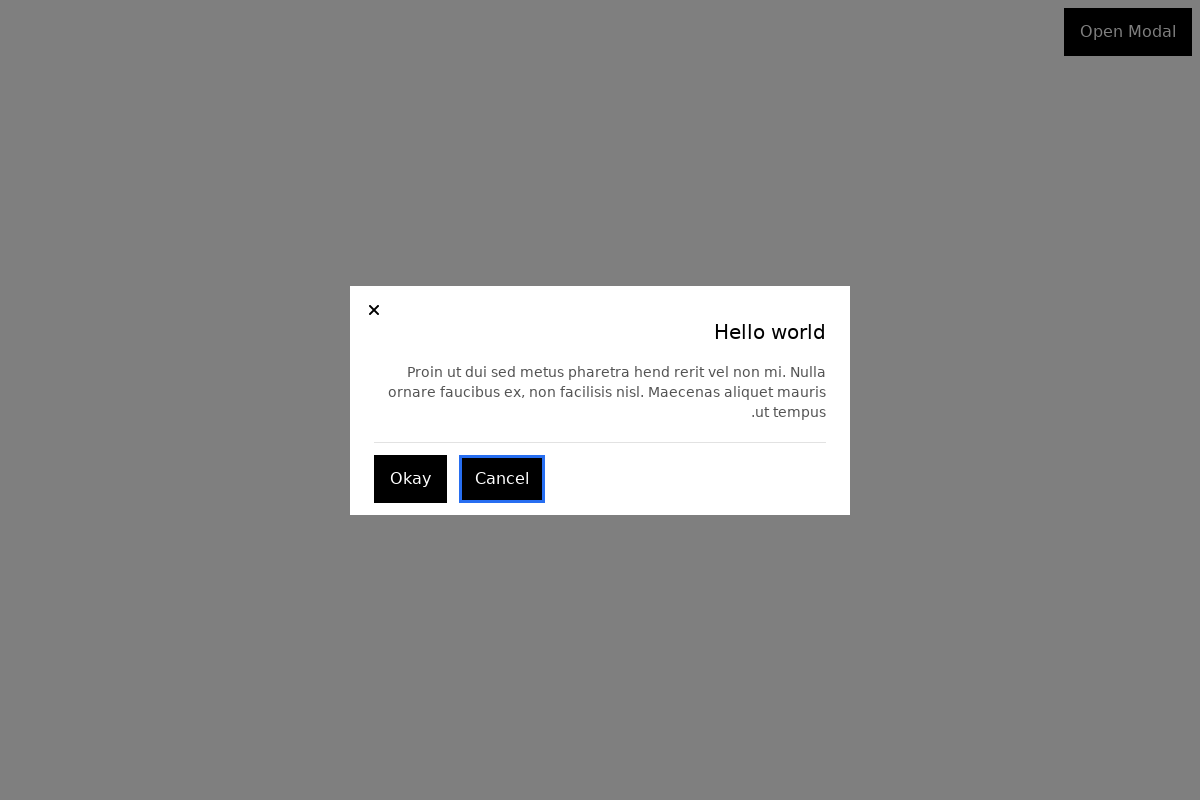 Open Modal
Hello world
Proin ut dui sed metus pharetra hend rerit vel non mi. Nulla
ornare faucibus ex, non facilisis nisl. Maecenas aliquet mauris
.ut tempus
Okay
Cancel